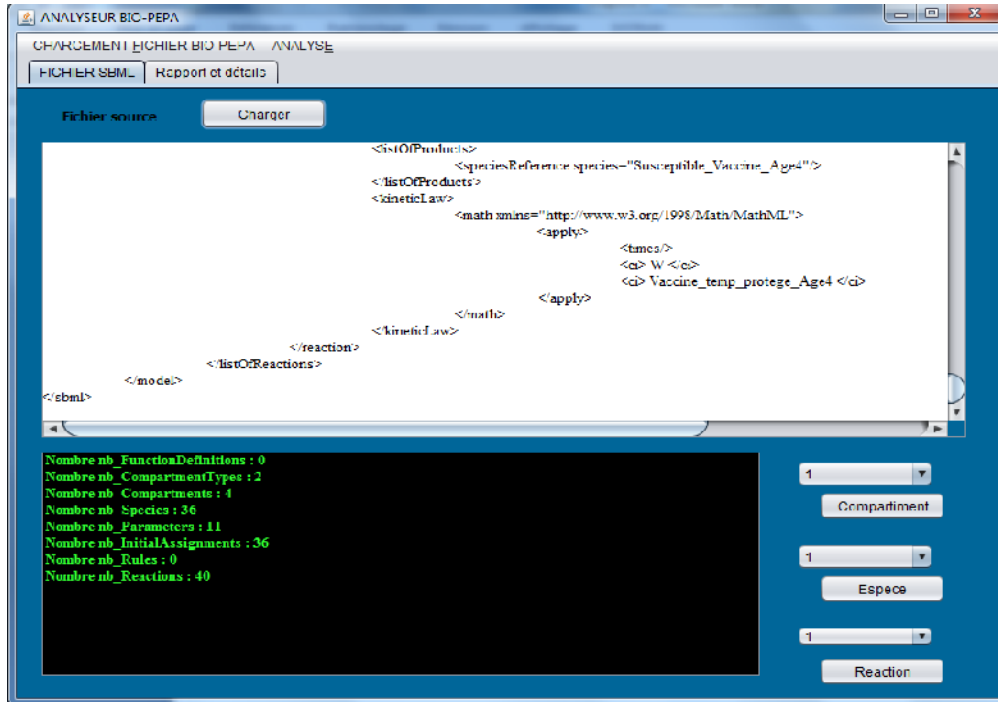 ANALYSEUR BIO-PEPA
CHARGEMENT FICHIER BIO PEPA ANALYSE
FICHIER SBML Rapport et détails
Fichier source Charger
<listOfProducts>
<speciesReference species="Susceptible_Vaccine_Age4"/>
</listOfProducts>
<kineticLaw>
<math xmlns="http://www.w3.org/1998/Math/MathML">
<apply>
<times/>
<ci> W </ci>
<ci> Vaccine_temp_protege_Age4 </ci>
</apply>
</math>
</kineticLaw>
</reaction>
</listOfReactions>
</model>
</sbml>
Nombre nb_FunctionDefinitions : 0
Nombre nb_CompartmentTypes : 2
Nombre nb_Compartments : 4
Nombre nb_Species : 36
Nombre nb_Parameters : 11
Nombre nb_InitialAssignments : 36
Nombre nb_Rules : 0
Nombre nb_Reactions : 40
1
Compartiment
1
Espece
1
Reaction